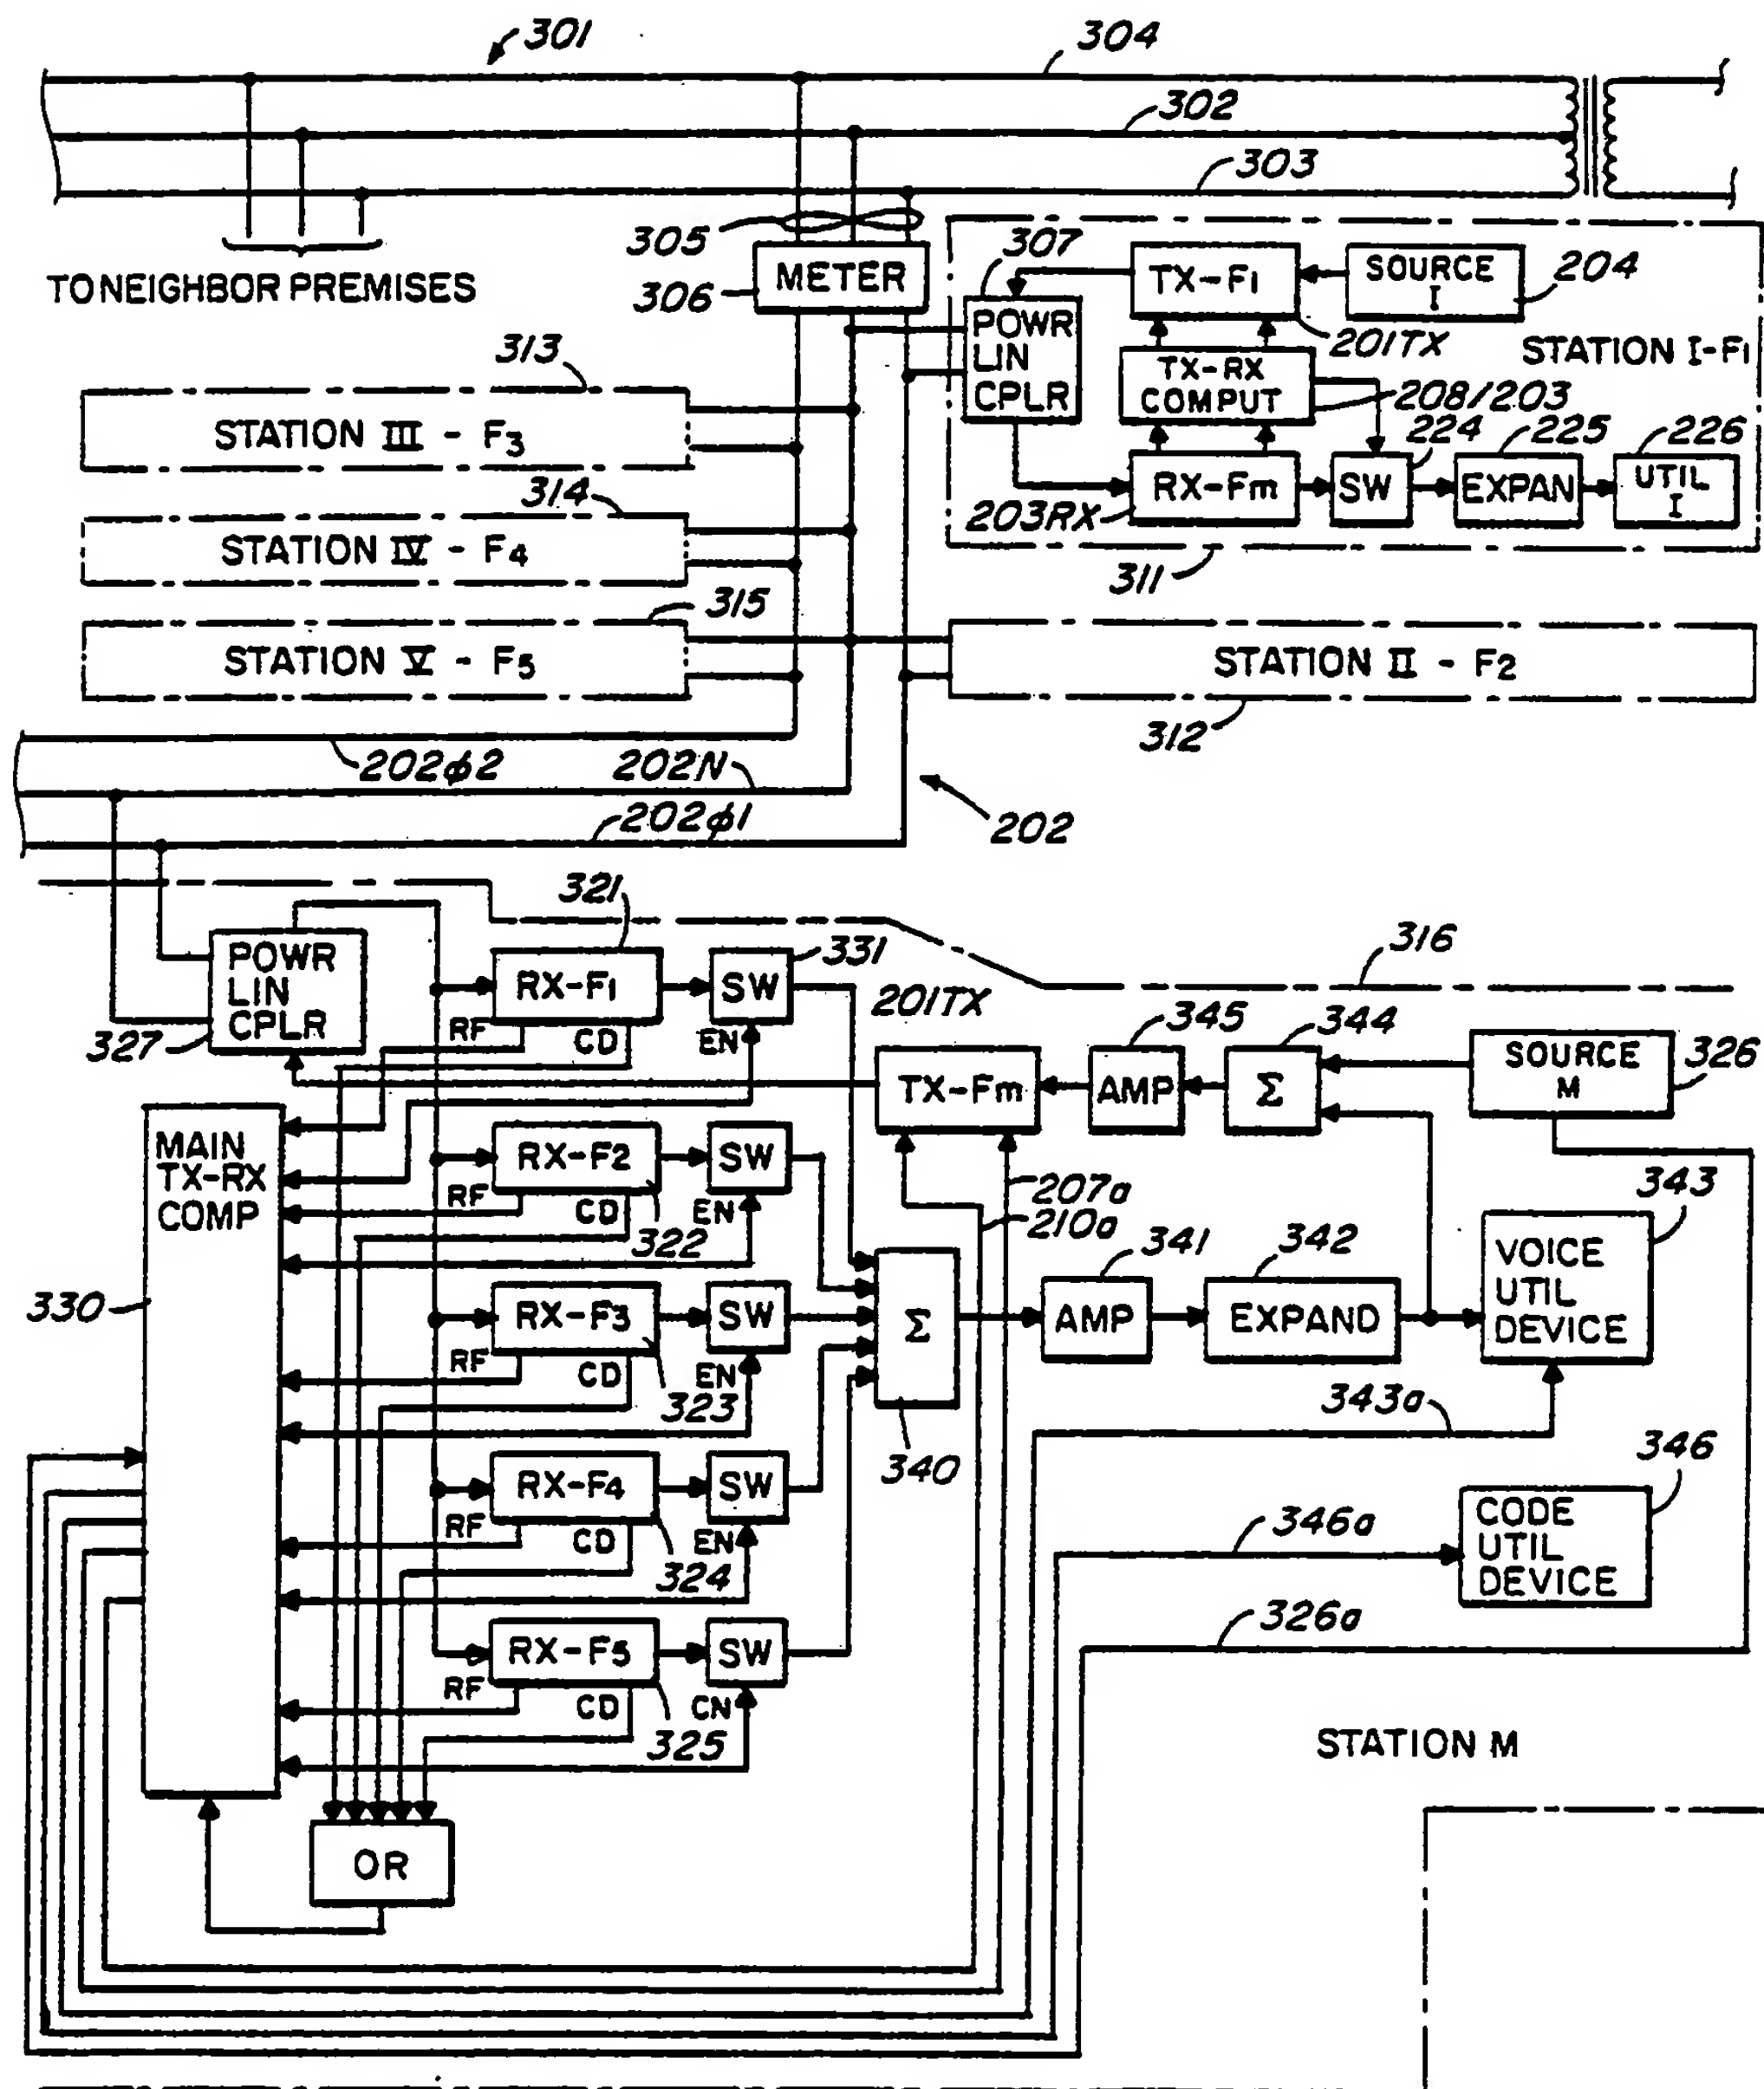 301
304
302
303
305
307
METER
306
TO NEIGHBOR PREMISES
TX-F1
SOURCE
I
204
POWR
LIN
CPLR
201TX
STATION I-F1
TX-RX
COMPUT
208/203
313
STATION III - F3
224
225
226
RX-Fm
SW
EXPAN
UTIL
I
203RX
314
STATION IV - F4
311
315
STATION V - F5
STATION II - F2
312
202ϕ2
202N
202ϕ1
202
321
331
316
POWR
LIN
CPLR
327
RX-F1
SW
RF
CD
EN
201TX
345
344
TX-Fm
AMP
Σ
SOURCE
M
326
MAIN
TX-RX
COMP
330
RX-F2
SW
RF
CD
EN
322
207a
210a
343
341
342
VOICE
UTIL
DEVICE
RX-F3
SW
Σ
AMP
EXPAND
RF
CD
EN
323
340
343a
346
RX-F4
SW
RF
CD
EN
324
346a
CODE
UTIL
DEVICE
326a
RX-F5
SW
RF
CD
CN
325
STATION M
OR